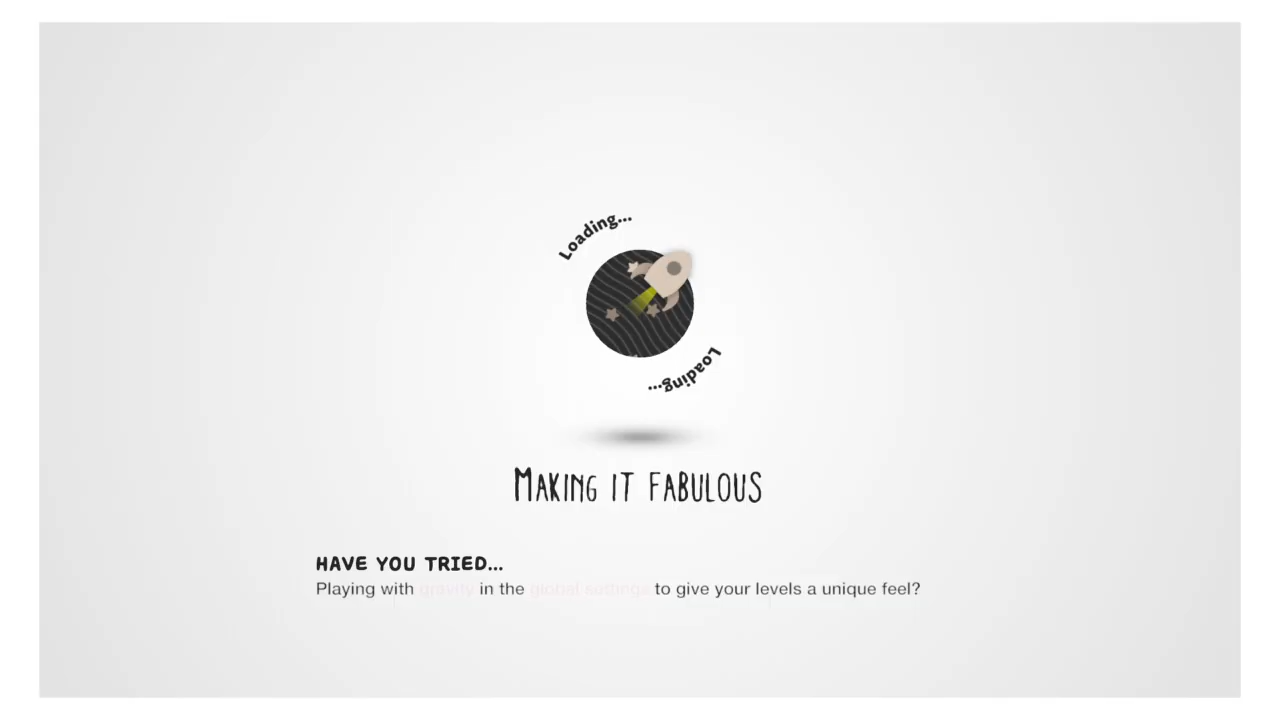 Loading...
Loading...
Making it fabulous
HAVE YOU TRIED...
Playing with gravity in the global settings to give your levels a unique feel?